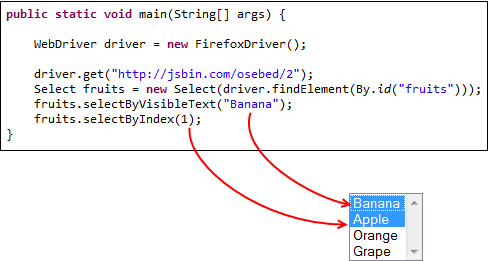 public static void main(String[] args) {
WebDriver driver = new FirefoxDriver();
driver.get("http://jsbin.com/osebed/2");
Select fruits = new Select(driver.findElement(By.id("fruits")));
fruits.selectByVisibleText("Banana");
fruits.selectByIndex(1);
}
Banana
Apple
Orange
Grape